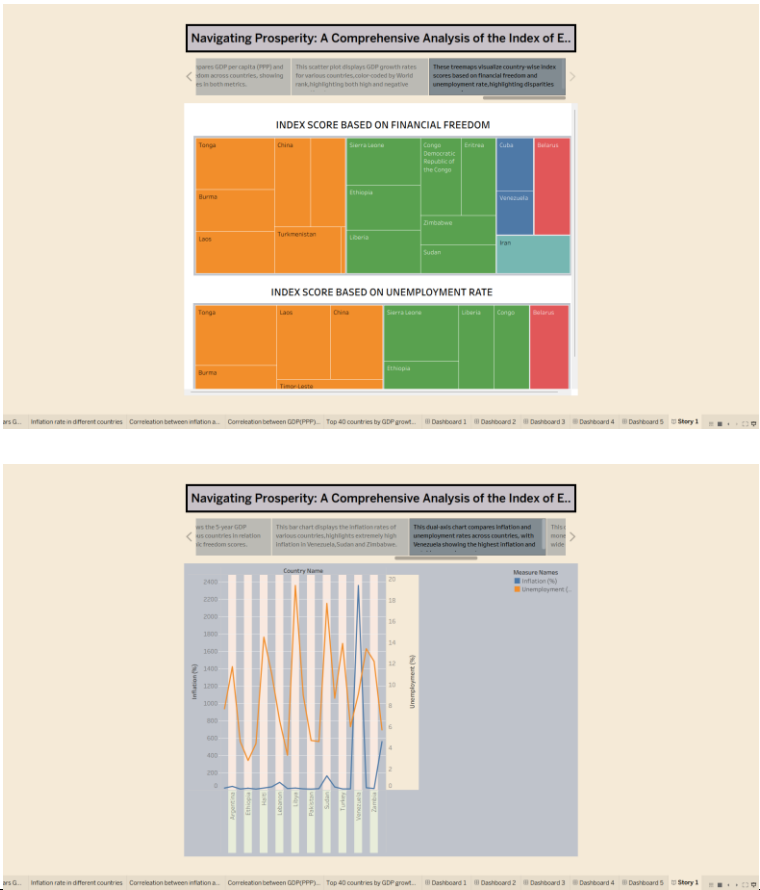 Navigating Prosperity: A Comprehensive Analysis of the Index of E..
pares GDP per capita (PPP) and
dom across countries, showing
es in both metrics.
This scatter plot displays GDP growth rates
for various countries, color-coded by World
rank, highlighting both high and negative
These treemaps visualize country-wise index
scores based on financial freedom and
unemployment rate, highlighting disparities
INDEX SCORE BASED ON FINANCIAL FREEDOM
Tonga
China
Sierra Leone
Congo
Democratic
Republic of
the Congo
Eritrea
Cuba
Belarus
Burma
Ethiopia
Venezuela
Zimbabwe
Laos
Turkmenistan
Liberia
Sudan
Iran
INDEX SCORE BASED ON UNEMPLOYMENT RATE
Tonga
Laos
China
Sierra Leone
Liberia
Congo
Belarus
Burma
Ethiopia
Timor-Leste
ars G... Inflation rate in different countries Correleation between inflation a... Correleation between GDP(PPP)... Top 40 countries by GDP growt... Dashboard 1 Dashboard 2 Dashboard 3 Dashboard 4 Dashboard 5 Story 1
Navigating Prosperity: A Comprehensive Analysis of the Index of E..
ws the 5-year GDP
ous countries in relation
ic freedom scores.
This bar chart displays the inflation rates of
various countries, highlights extremely high
inflation in Venezuela, Sudan and Zimbabwe.
This dual-axis chart compares inflation and
unemployment rates across countries, with
Venezuela showing the highest inflation and
This
mone
wide
Country Name
Measure Names
Inflation (%)
Unemployment (..
2400
2200
2000
1800
1600
1400
1200
1000
800
600
400
200
0
Inflation (%)
20
18
16
14
12
10
8
6
4
2
0
Unemployment (%)
Argentina
Ethiopia
Haiti
Lebanon
Libya
Pakistan
Sudan
Turkey
Venezuela
Zambia
ars G... Inflation rate in different countries Correleation between inflation a... Correleation between GDP(PPP)... Top 40 countries by GDP growt... Dashboard 1 Dashboard 2 Dashboard 3 Dashboard 4 Dashboard 5 Story 1